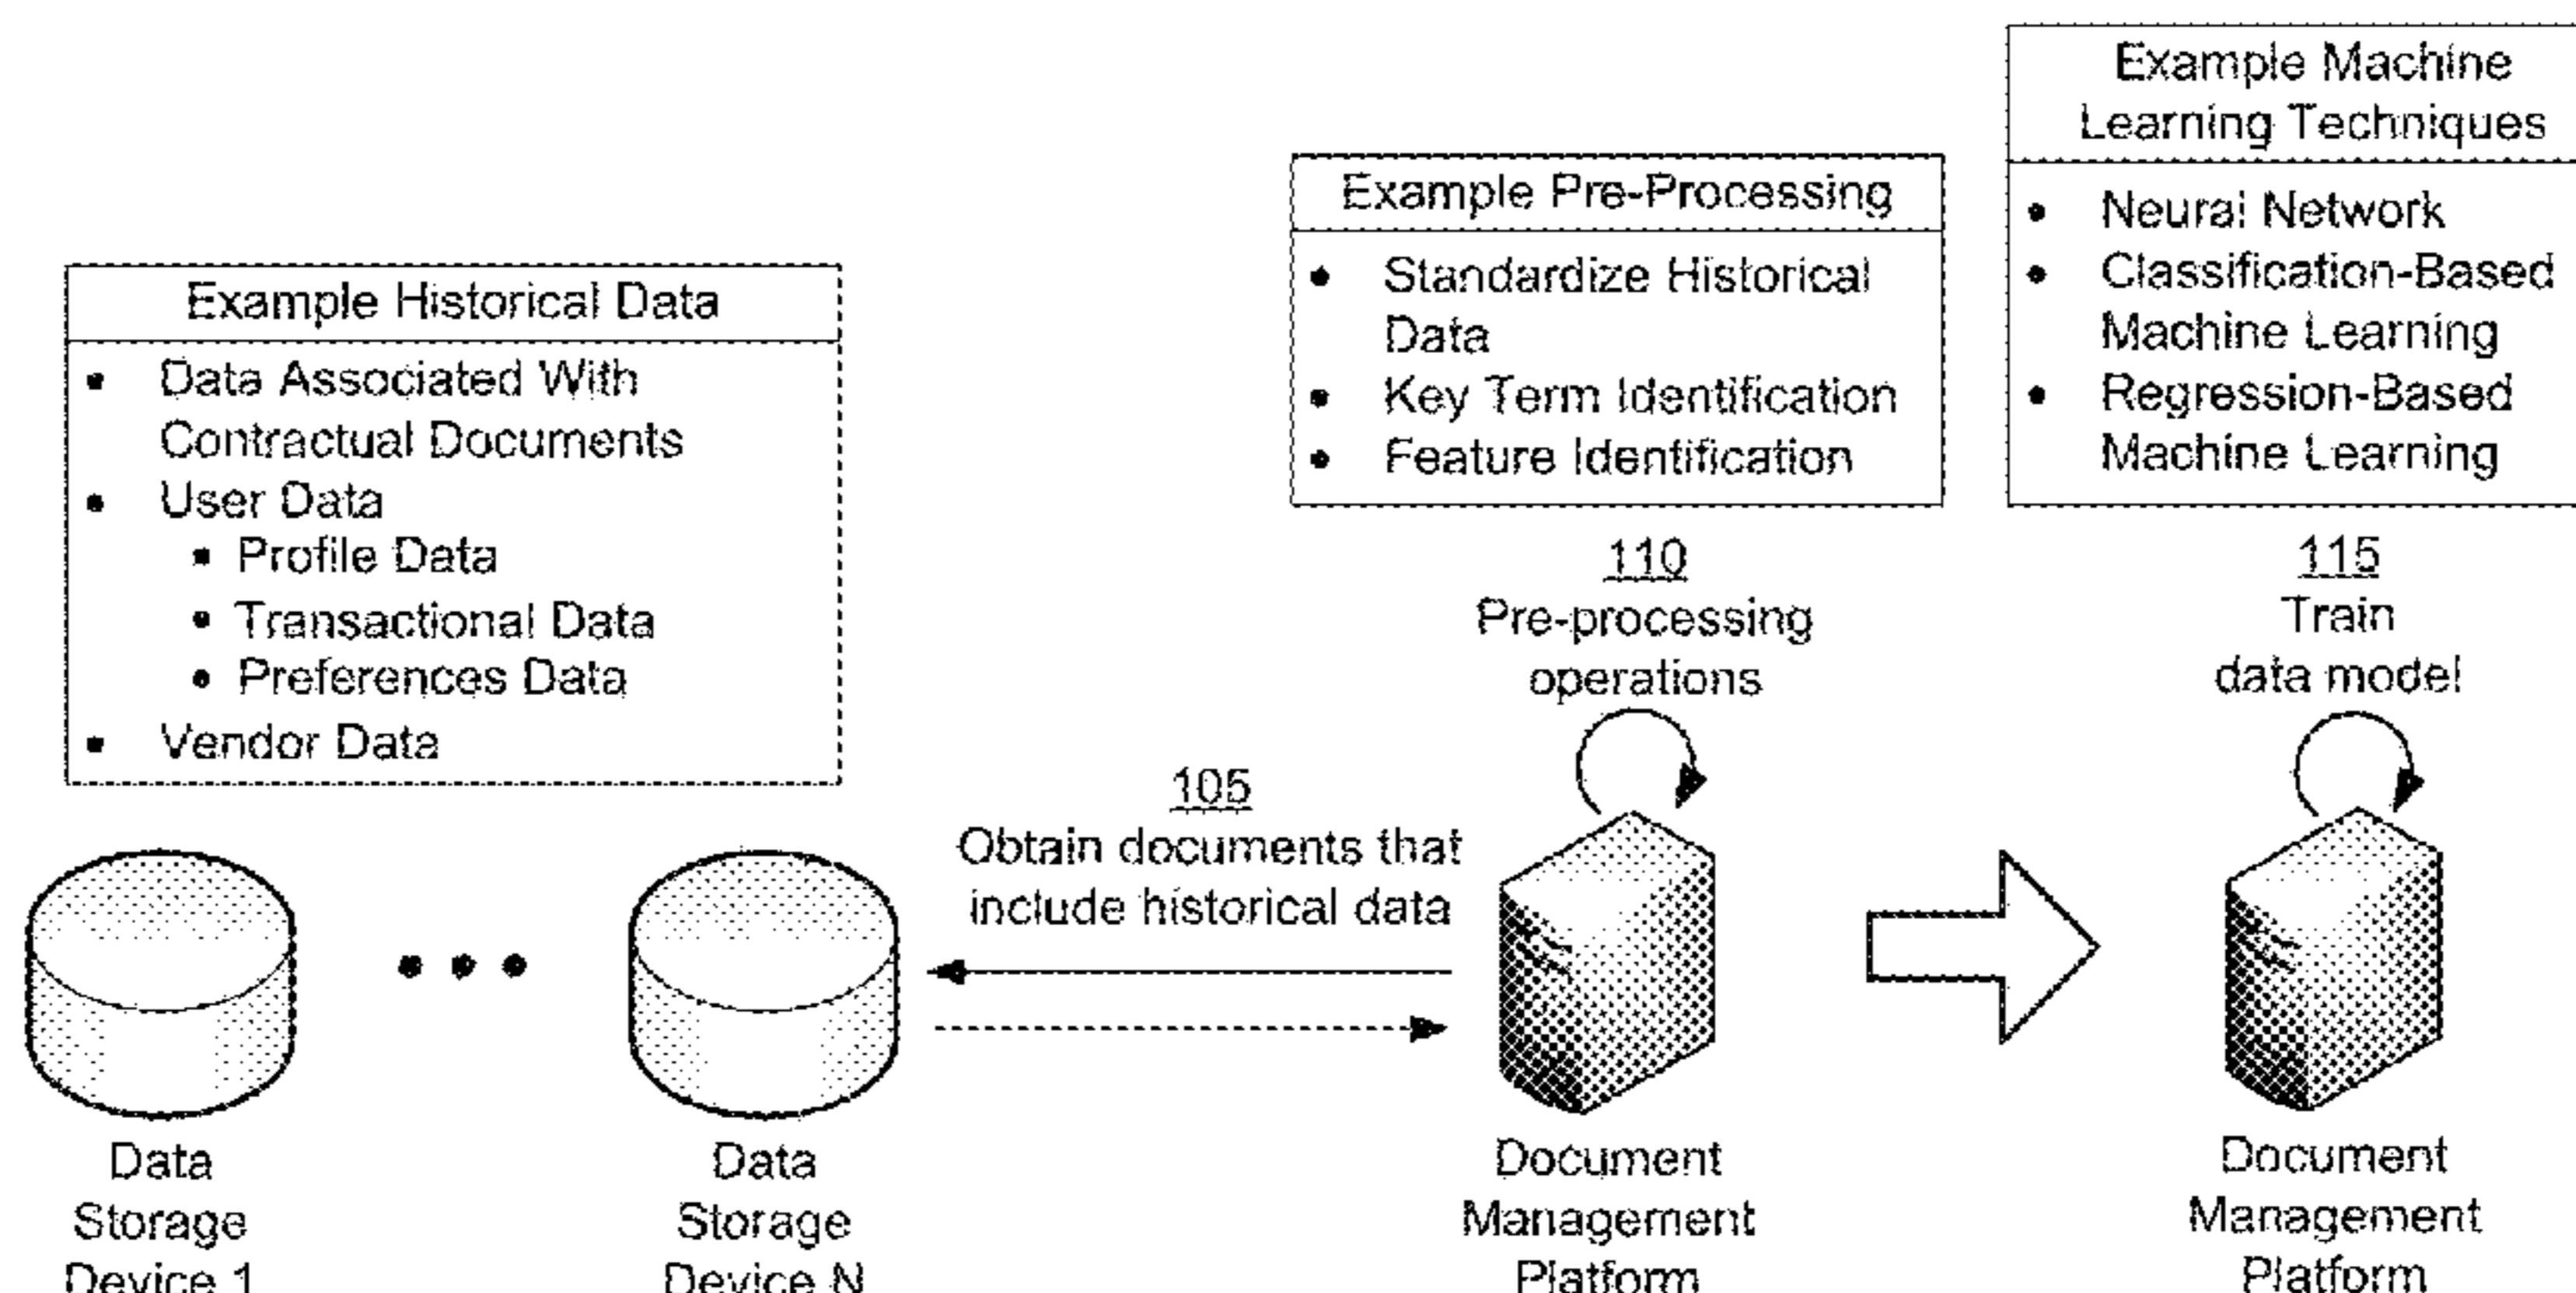 Example Historical Data
• Data Associated With
Contractual Documents
• User Data
• Profile Data
• Transactional Data
• Preferences Data
• Vendor Data
Example Pre-Processing
• Standardize Historical
Data
• Key Term Identification
• Feature Identification
Example Machine
Learning Techniques
• Neural Network
• Classification-Based
Machine Learning
• Regression-Based
Machine Learning
105
Obtain documents that
include historical data
110
Pre-processing
operations
115
Train
data model
Data
Storage
Device 1
Data
Storage
Device N
Document
Management
Platform
Document
Management
Platform